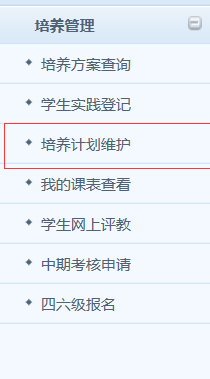 培养管理
培养方案查询
学生实践登记
培养计划维护
我的课表查看
学生网上评教
中期考核申请
四六级报名